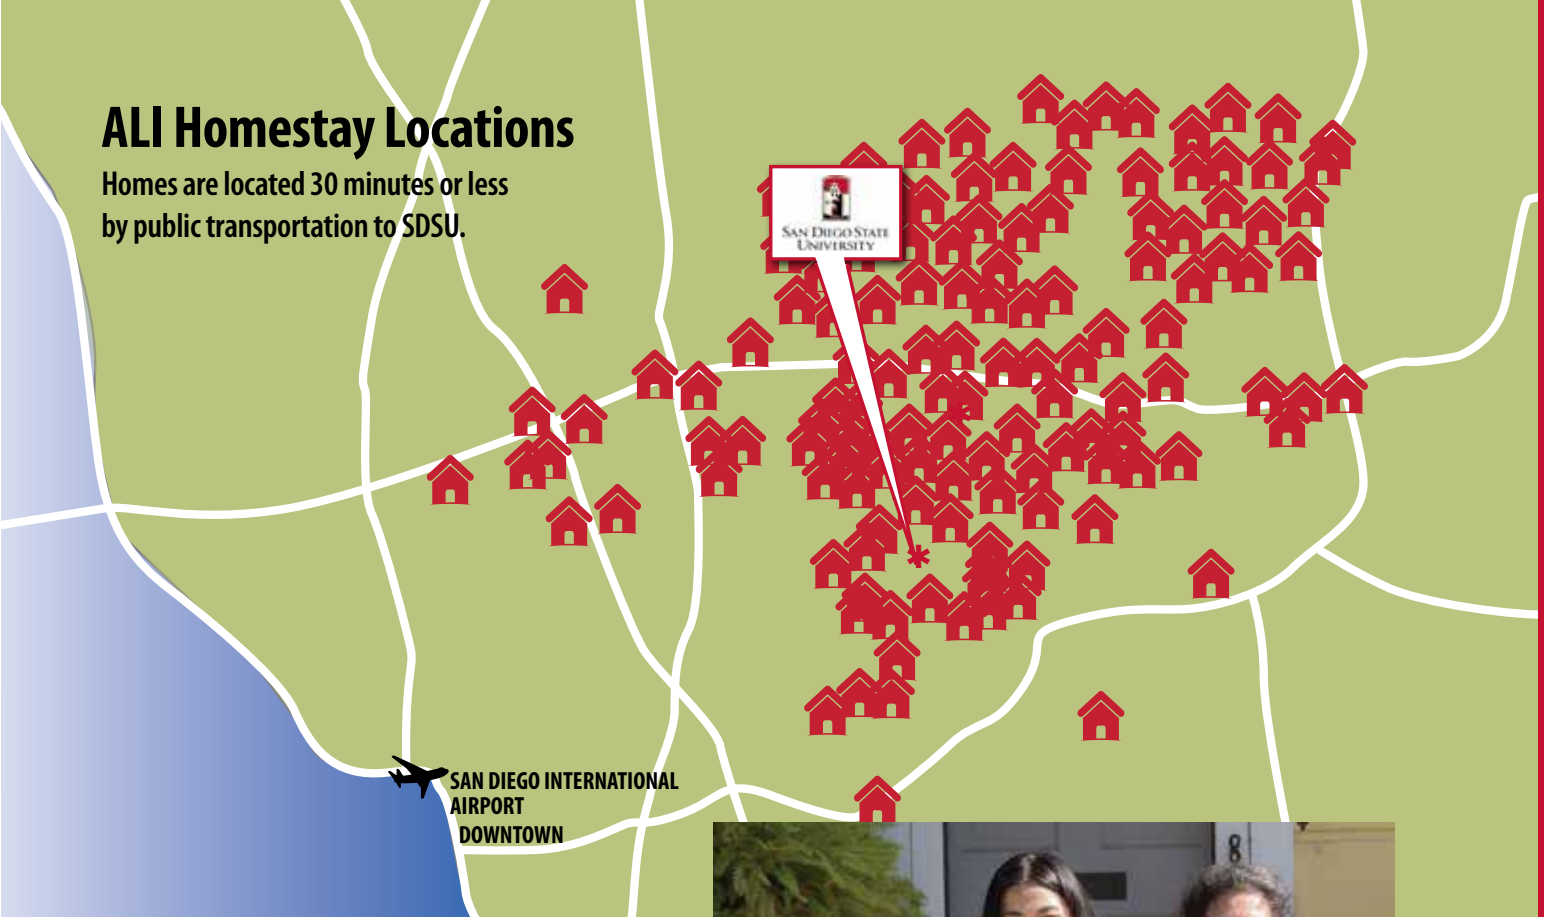 ALI Homestay Locations
Homes are located 30 minutes or less
by public transportation to SDSU.
SAN DIEGO STATE
UNIVERSITY
*
*
SAN DIEGO INTERNATIONAL
AIRPORT
DOWNTOWN
8